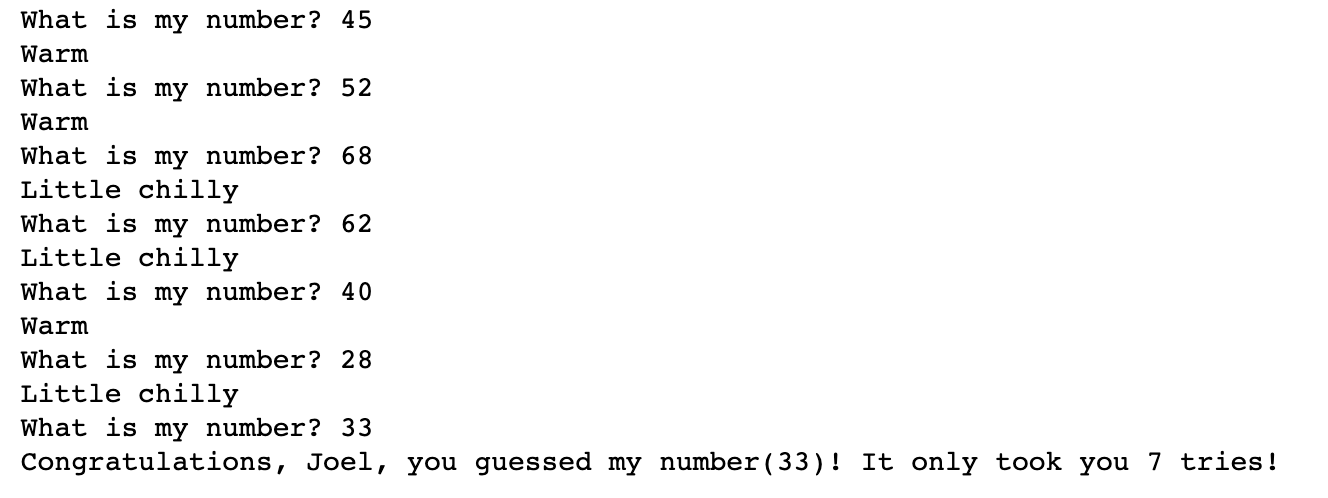 What is my number? 45
Warm
What is my number? 52
Warm
What is my number? 68
Little chilly
What is my number? 62
Little chilly
What is my number? 40
Warm
What is my number? 28
Little chilly
What is my number? 33
Congratulations, Joel, you guessed my number(33)! It only took you 7 tries!